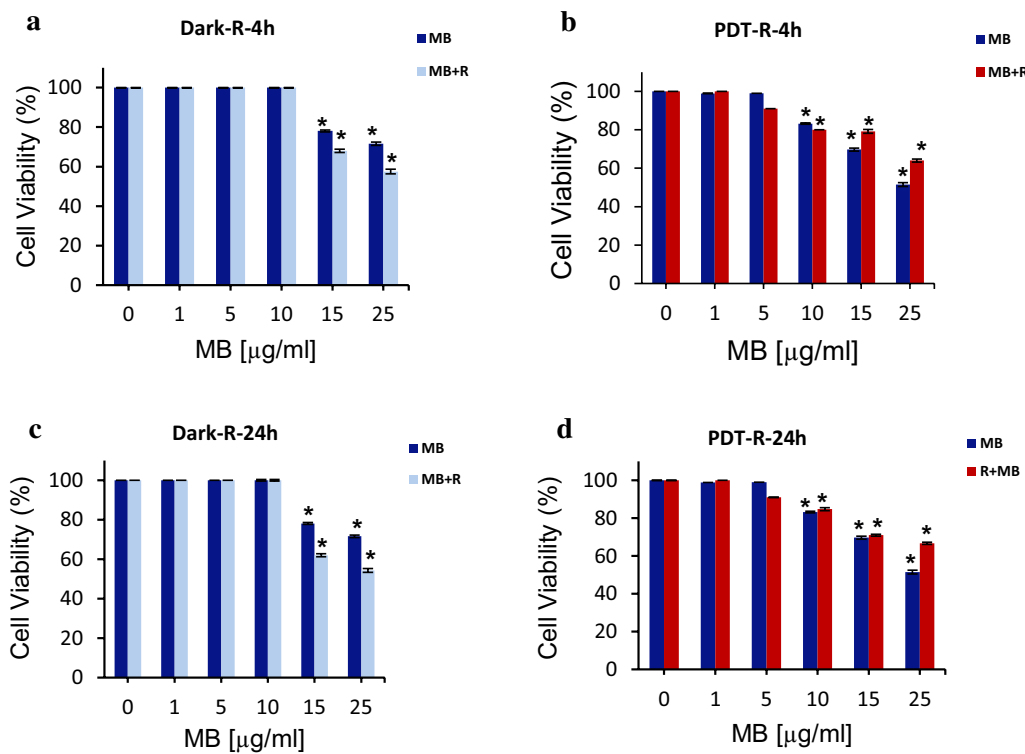 a
Dark-R-4h
MB
MB+R
Cell Viability (%)
100
80
60
40
20
0
* * * *
0 1 5 10 15 25
MB [μg/ml]
b
PDT-R-4h
MB
MB+R
Cell Viability (%)
100
80
60
40
20
0
* * * * * *
0 1 5 10 15 25
MB [μg/ml]
c
Dark-R-24h
MB
MB+R
Cell Viability (%)
100
80
60
40
20
0
* * * *
0 1 5 10 15 25
MB [μg/ml]
d
PDT-R-24h
MB
R+MB
Cell Viability (%)
100
80
60
40
20
0
* * * * * *
0 1 5 10 15 25
MB [μg/ml]